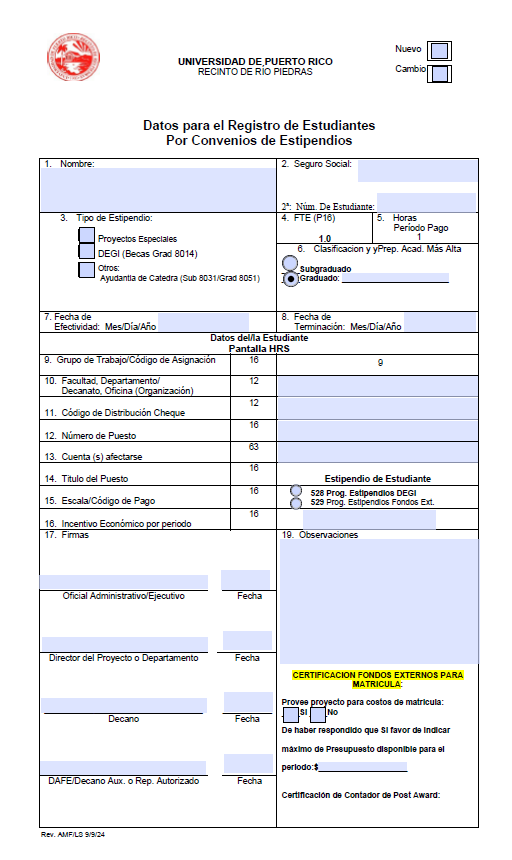 UNIVERSIDAD DE PUERTO RICO
RECINTO DE RÍO PIEDRAS
Nuevo
Cambio
Datos para el Registro de Estudiantes
Por Convenios de Estipendios
1. Nombre:
2. Seguro Social:
2ª: Núm. De Estudiante:
3. Tipo de Estipendio:
Proyectos Especiales
DEGI (Becas Grad 8014)
Otros:
Ayudantía de Catedra (Sub 8031/Grad 8051)
4. FTE (P16)
1.0
5. Horas
Período Pago
1
6. Clasificacion y yPrep. Acad. Más Alta
Subgraduado
Graduado:
7. Fecha de
Efectividad: Mes/Día/Año
8. Fecha de
Terminación: Mes/Día/Año
Datos del/la Estudiante
Pantalla HRS
9. Grupo de Trabajo/Código de Asignación 16 9
10. Facultad, Departamento/
Decanato, Oficina (Organización) 12
11. Código de Distribución Cheque 12
12. Número de Puesto 16
13. Cuenta (s) afectarse 63
14. Titulo del Puesto 16 Estipendio de Estudiante
15. Escala/Código de Pago 16
528 Prog. Estipendios DEGI
529 Prog. Estipendios Fondos Ext.
16. Incentivo Económico por periodo 16
17. Firmas
Oficial Administrativo/Ejecutivo Fecha
Director del Proyecto o Departamento Fecha
Decano Fecha
DAFE/Decano Aux. o Rep. Autorizado Fecha
19. Observaciones
CERTIFICACION FONDOS EXTERNOS PARA
MATRICULA:
Provee proyecto para costos de matricula:
SI No
De haber respondido que Si favor de indicar
máximo de Presupuesto disponible para el
periodo:$
Certificación de Contador de Post Award:
Rev. AMF/LS 9/9/24